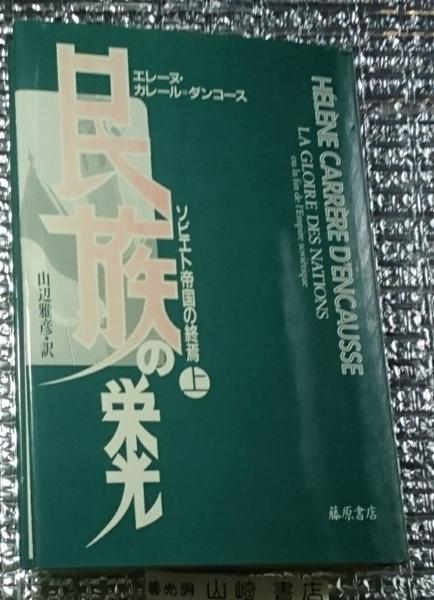 エレーヌ・
カレール=ダンコース
民族の栄光
ソビエト帝国の終焉 上
山辺雅彦・訳
HÉLÈNE CARRÈRE D'ENCAUSSE
LA GLOIRE DES NATIONS
ou la fin de l'Empire soviétique
藤原書店
山崎書店